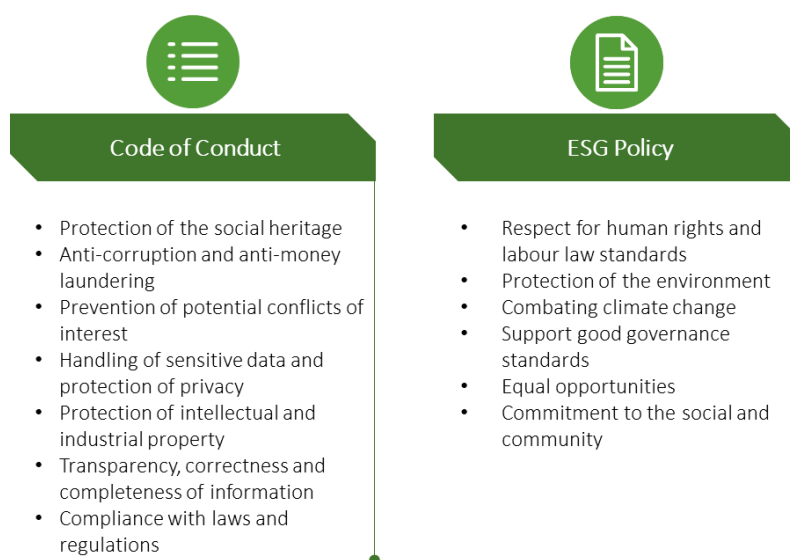 Code of Conduct
• Protection of the social heritage
• Anti-corruption and anti-money
laundering
• Prevention of potential conflicts of
interest
• Handling of sensitive data and
protection of privacy
• Protection of intellectual and
industrial property
• Transparency, correctness and
completeness of information
• Compliance with laws and
regulations
ESG Policy
• Respect for human rights and
labour law standards
• Protection of the environment
• Combating climate change
• Support good governance
standards
• Equal opportunities
• Commitment to the social and
community